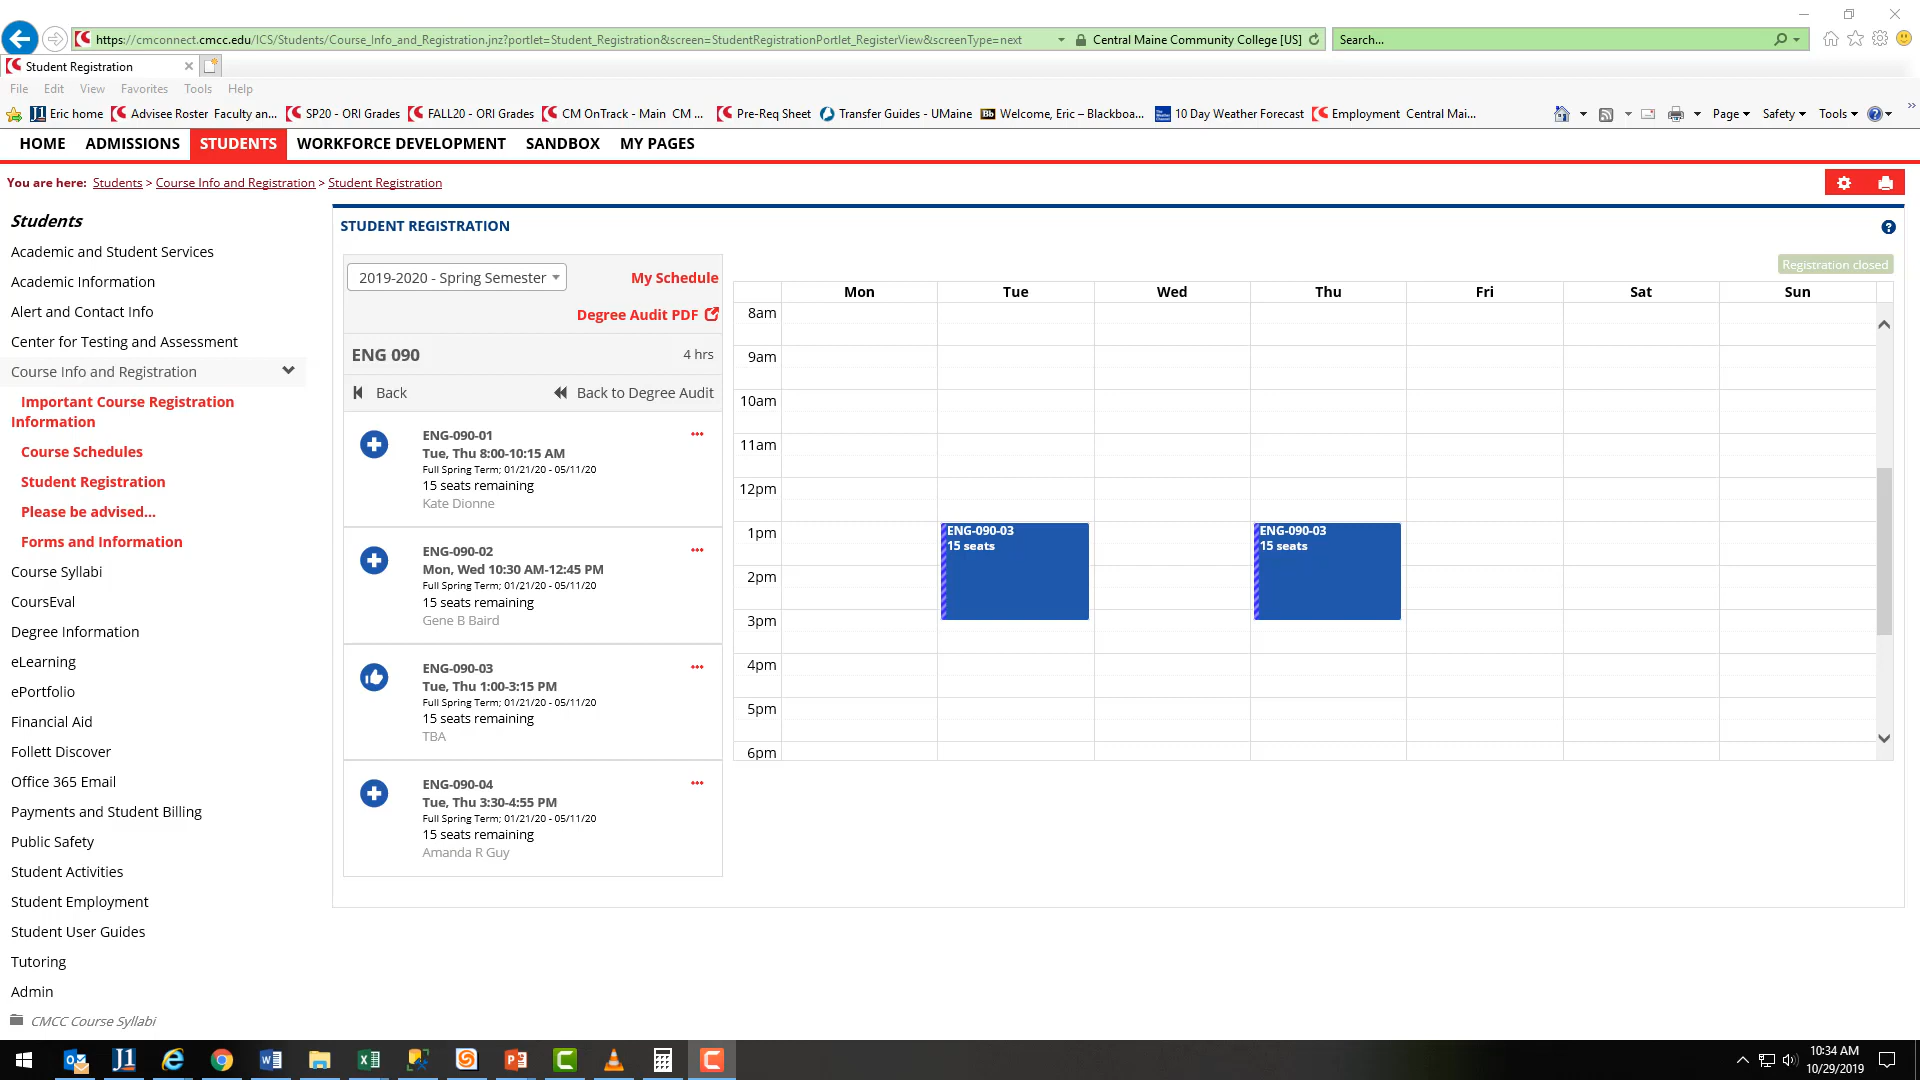 https://cmconnect.cmcc.edu/ICS/Students/Course_Info_and_Registration.jnz?portlet=Student_Registration&screen=StudentRegistrationPortlet_RegisterView&screenType=next
Central Maine Community College [US]
Search...
Student Registration
File Edit View Favorites Tools Help
Eric home
Advisee Roster Faculty an...
SP20 - ORI Grades
FALL20 - ORI Grades
CM OnTrack - Main CM ...
Pre-Req Sheet
Transfer Guides - UMaine
Bb Welcome, Eric – Blackboa...
10 Day Weather Forecast
Employment Central Mai...
Page Safety Tools
HOME ADMISSIONS STUDENTS WORKFORCE DEVELOPMENT SANDBOX MY PAGES
You are here: Students > Course Info and Registration > Student Registration
Students
Academic and Student Services
Academic Information
Alert and Contact Info
Center for Testing and Assessment
Course Info and Registration
Important Course Registration
Information
Course Schedules
Student Registration
Please be advised...
Forms and Information
Course Syllabi
CoursEval
Degree Information
eLearning
ePortfolio
Financial Aid
Follett Discover
Office 365 Email
Payments and Student Billing
Public Safety
Student Activities
Student Employment
Student User Guides
Tutoring
Admin
CMCC Course Syllabi
STUDENT REGISTRATION
2019-2020 - Spring Semester
My Schedule
Degree Audit PDF
ENG 090
4 hrs
Back
Back to Degree Audit
ENG-090-01
Tue, Thu 8:00-10:15 AM
Full Spring Term; 01/21/20 - 05/11/20
15 seats remaining
Kate Dionne
ENG-090-02
Mon, Wed 10:30 AM-12:45 PM
Full Spring Term; 01/21/20 - 05/11/20
15 seats remaining
Gene B Baird
ENG-090-03
Tue, Thu 1:00-3:15 PM
Full Spring Term; 01/21/20 - 05/11/20
15 seats remaining
TBA
ENG-090-04
Tue, Thu 3:30-4:55 PM
Full Spring Term; 01/21/20 - 05/11/20
15 seats remaining
Amanda R Guy
Registration closed
Mon Tue Wed Thu Fri Sat Sun
8am
9am
10am
11am
12pm
1pm
2pm
3pm
4pm
5pm
6pm
ENG-090-03
15 seats
ENG-090-03
15 seats
10:34 AM
10/29/2019